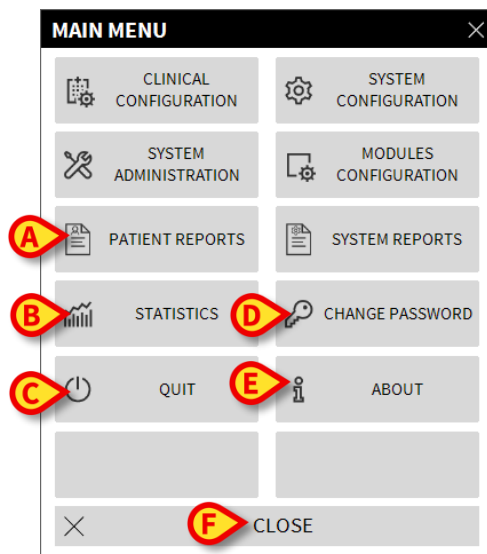 MAIN MENU
CLINICAL
CONFIGURATION
SYSTEM
CONFIGURATION
SYSTEM
ADMINISTRATION
MODULES
CONFIGURATION
A
PATIENT REPORTS
SYSTEM REPORTS
B
STATISTICS
D
CHANGE PASSWORD
C
QUIT
E
ABOUT
F
CLOSE